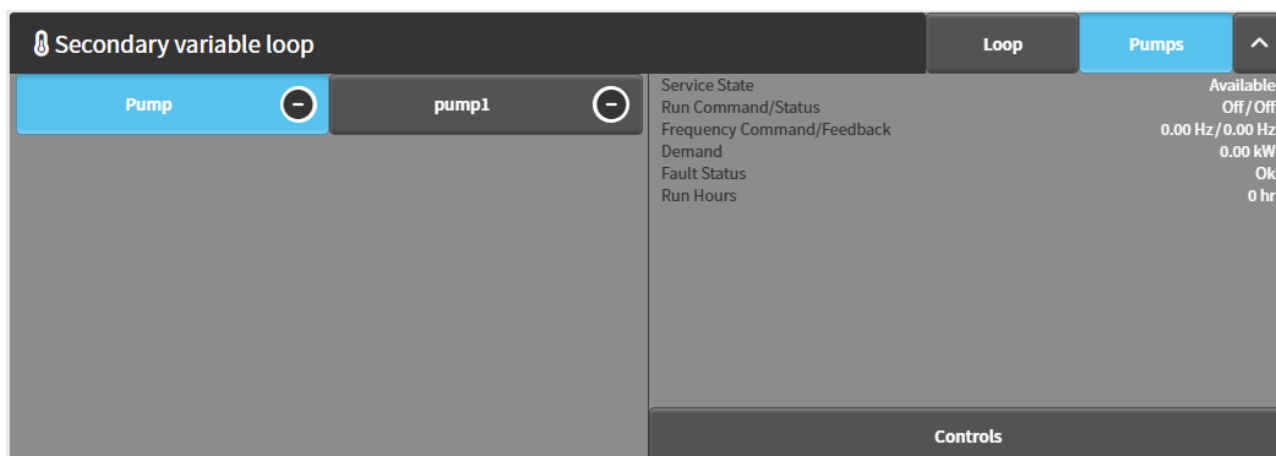 Secondary variable loop Loop Pumps
Pump pump1
Service State Available
Run Command/Status Off/Off
Frequency Command/Feedback 0.00 Hz/0.00 Hz
Demand 0.00 kW
Fault Status Ok
Run Hours 0 hr
Controls